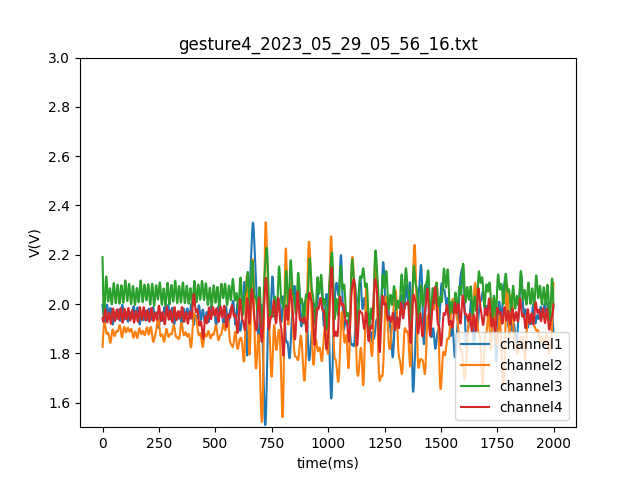 gesture4_2023_05_29_05_56_16.txt
3.0
2.8
2.6
2.4
2.2
2.0
1.8
1.6
V(V)
channel1
channel2
channel3
channel4
0 250 500 750 1000 1250 1500 1750 2000
time(ms)